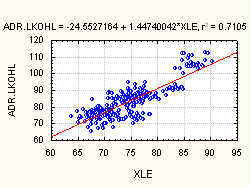 ADR.LKOHL = -24.5527164 + 1.44740042*XLE, r² = 0.7105
120
110
100
90
80
70
60
ADR.LKOHL
60 65 70 75 80 85 90 95
XLE